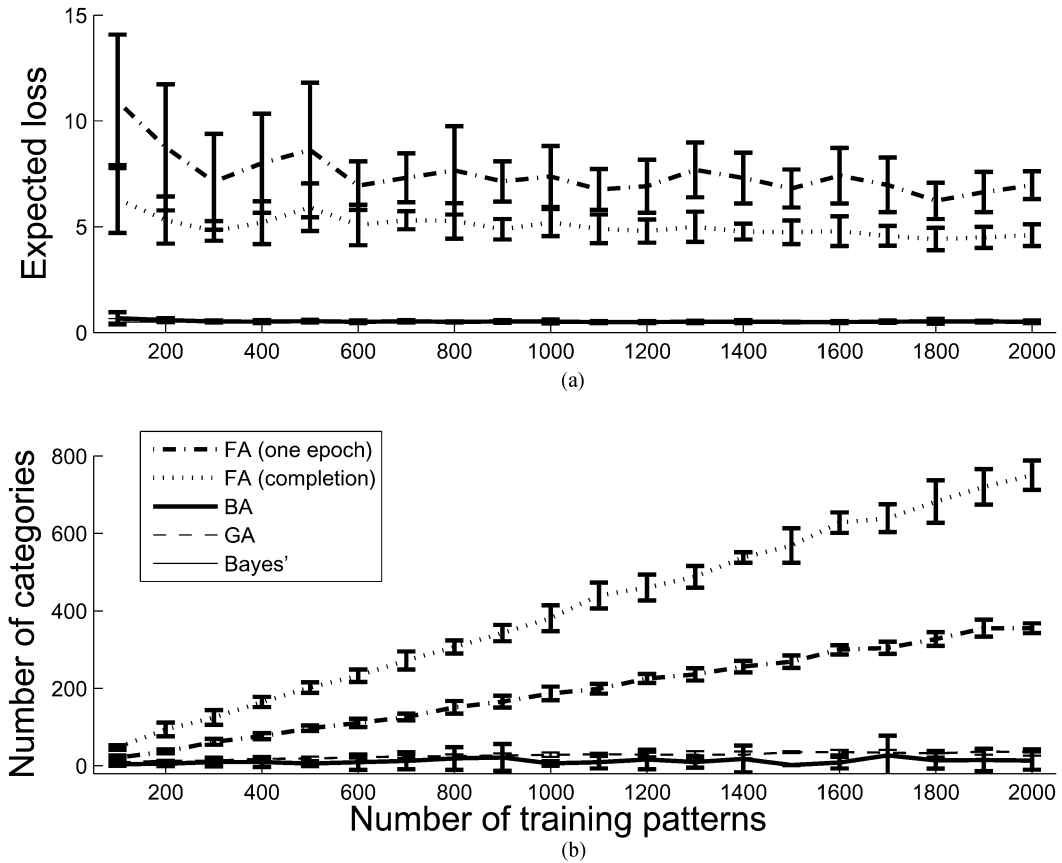 15
10
5
0
Expected loss
200 400 600 800 1000 1200 1400 1600 1800 2000
(a)
800
600
400
200
0
Number of categories
FA (one epoch)
FA (completion)
BA
GA
Bayes’
200 400 600 800 1000 1200 1400 1600 1800 2000
Number of training patterns
(b)